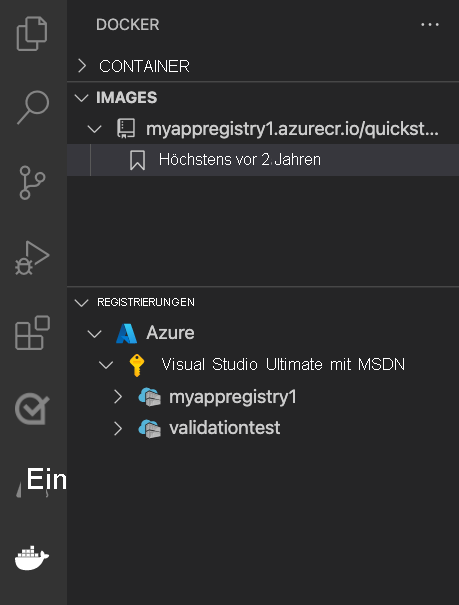 DOCKER
CONTAINER
IMAGES
myappregistry1.azurecr.io/quickst...
Höchstens vor 2 Jahren
REGISTRIERUNGEN
Azure
Visual Studio Ultimate mit MSDN
myappregistry1
validationtest
Ein